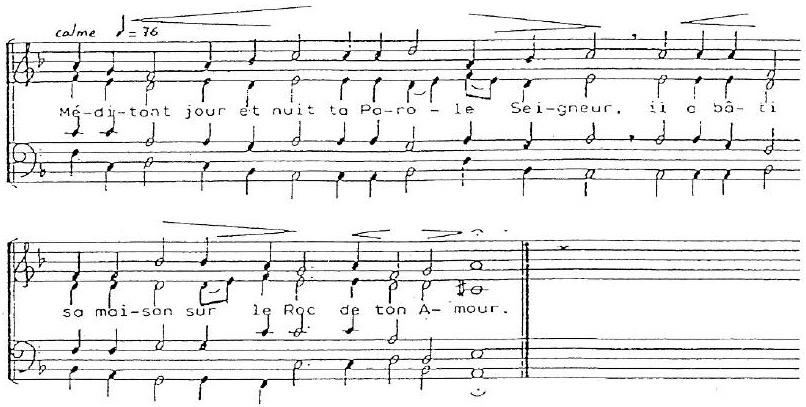 calme ♩ = 76
Mé-di-tant jour et nuit ta Pa-ro - le Sei-gneur, il a bâ-ti
sa mai-son sur le Roc de ton A- mour.